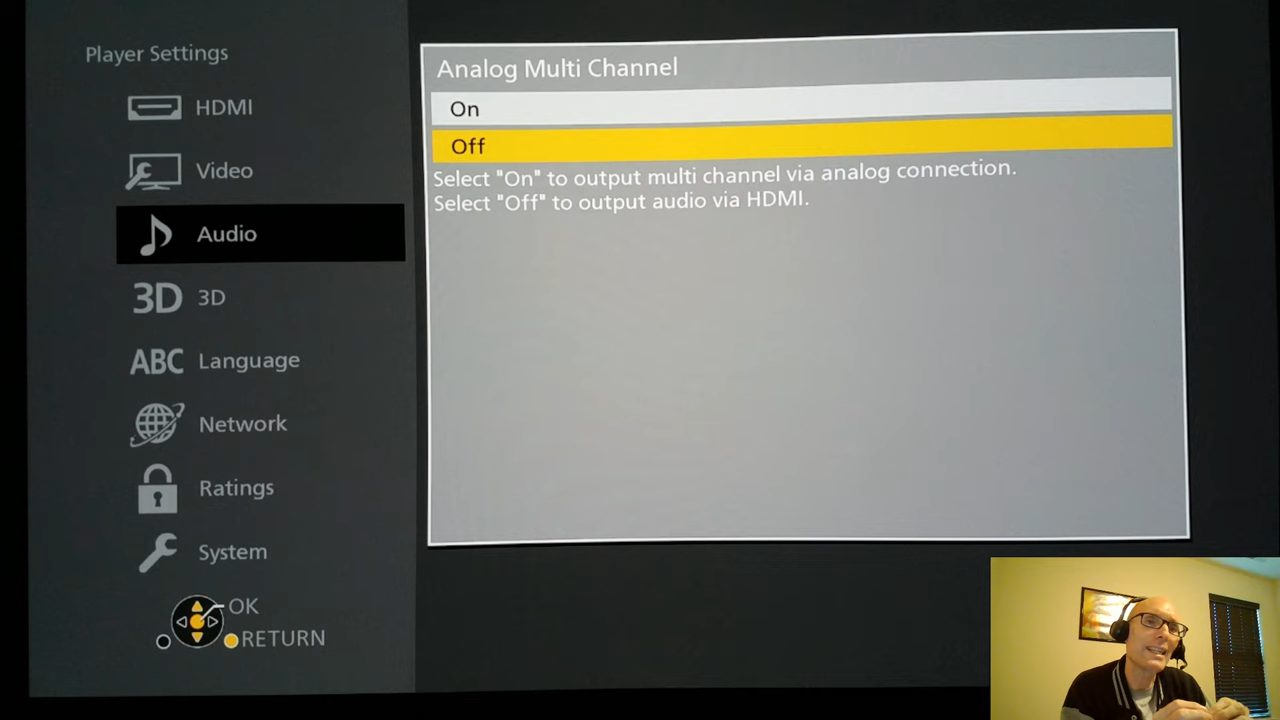 Player Settings
HDMI
Video
Audio
3D 3D
ABC Language
Network
Ratings
System
OK
RETURN
Analog Multi Channel
On
Off
Select "On" to output multi channel via analog connection.
Select "Off" to output audio via HDMI.